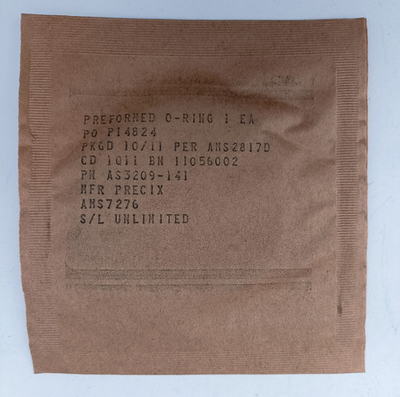 PREFORMED O-RING 1 EA
PO P14824
PKGD 10/11 PER AMS2817D
CD 1Q11 BN 11056002
PN AS3209-141
MFR PRECIX
AMS7276
S/L UNLIMITED